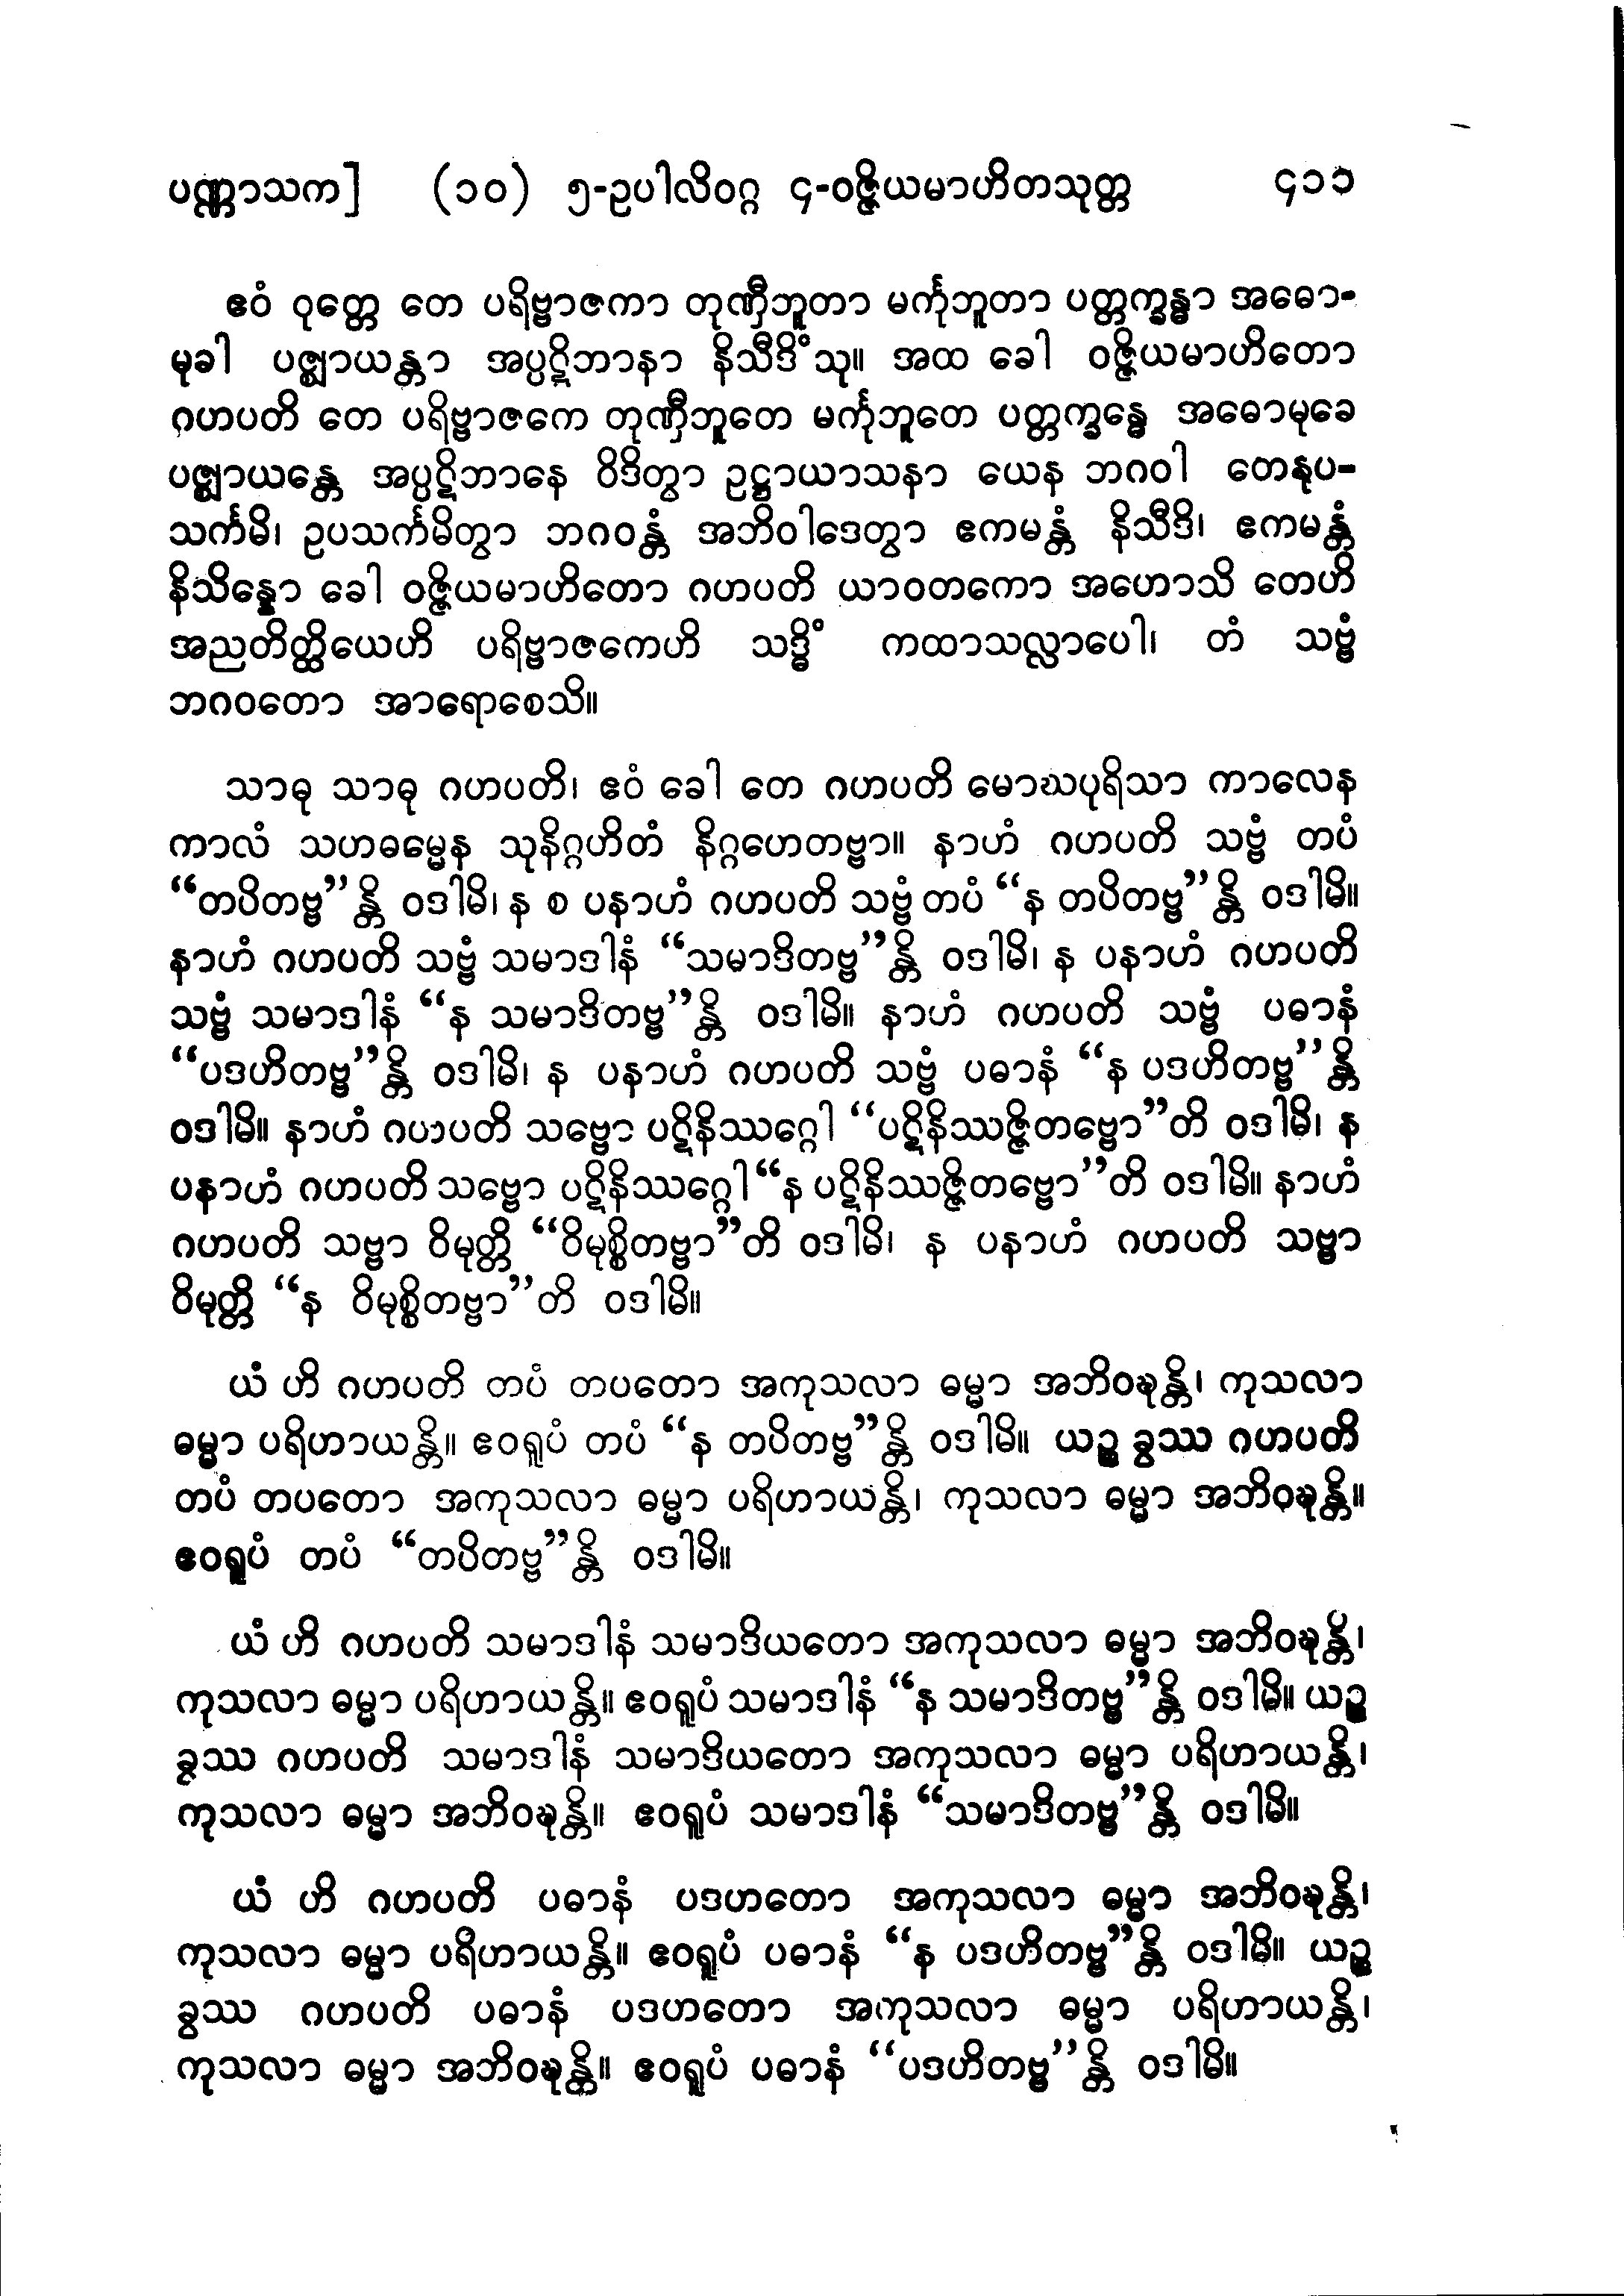 ပဏ္ဏာသက] (၁၀) ၅-ဥပါလိဝဂ္ဂ ၄-ဝဇ္ဇိယမာဟိတသုတ္တ ၄၁၁
ဧဝံ ဝုတ္တေ တေ ပရိဗ္ဗာဇကာ တုဏှီဘူတာ မင်္ကုဘူတာ ပတ္တက္ခန္ဓာ အဓော-
မုခါ ပဇ္ဈာယန္တာ အပ္ပဋိဘာနာ နိသီဒိံသု။ အထ ခေါ ဝဇ္ဇိယမာဟိတော
ဂဟပတိ တေ ပရိဗ္ဗာဇကေ တုဏှီဘူတေ မင်္ကုဘူတေ ပတ္တက္ခန္ဓေ အဓောမုခေ
ပဇ္ဈာယန္တေ အပ္ပဋိဘာနေ ဝိဒိတွာ ဥဋ္ဌာယာသနာ ယေန ဘဂဝါ တေနုပ-
သင်္ကမိ၊ ဥပသင်္ကမိတွာ ဘဂဝန္တံ အဘိဝါဒေတွာ ဧကမန္တံ နိသီဒိ၊ ဧကမန္တံ
နိသိန္နော ခေါ ဝဇ္ဇိယမာဟိတော ဂဟပတိ ယာဝတကော အဟောသိ တေဟိ
အညတိတ္ထိယေဟိ ပရိဗ္ဗာဇကေဟိ သဒ္ဓိံ ကထာသလ္လာပေါ၊ တံ သဗ္ဗံ
ဘဂဝတော အာရောစေသိ။
သာဓု သာဓု ဂဟပတိ၊ ဧဝံ ခေါ တေ ဂဟပတိ မောဃပုရိသာ ကာလေန
ကာလံ သဟဓမ္မေန သုနိဂ္ဂဟိတံ နိဂ္ဂဟေတဗ္ဗာ။ နာဟံ ဂဟပတိ သဗ္ဗံ တပံ
“တပိတဗ္ဗ”န္တိ ဝဒါမိ၊ န စ ပနာဟံ ဂဟပတိ သဗ္ဗံ တပံ “န တပိတဗ္ဗ”န္တိ ဝဒါမိ။
နာဟံ ဂဟပတိ သဗ္ဗံ သမာဒါနံ “သမာဒိတဗ္ဗ”န္တိ ဝဒါမိ၊ န ပနာဟံ ဂဟပတိ
သဗ္ဗံ သမာဒါနံ “န သမာဒိတဗ္ဗ”န္တိ ဝဒါမိ။ နာဟံ ဂဟပတိ သဗ္ဗံ ပဓာနံ
“ပဒဟိတဗ္ဗ”န္တိ ဝဒါမိ၊ န ပနာဟံ ဂဟပတိ သဗ္ဗံ ပဓာနံ “န ပဒဟိတဗ္ဗ”န္တိ
ဝဒါမိ။ နာဟံ ဂဟပတိ သဗ္ဗော ပဋိနိဿဂ္ဂေါ “ပဋိနိဿဇ္ဇိတဗ္ဗော”တိ ဝဒါမိ၊ န
ပနာဟံ ဂဟပတိ သဗ္ဗော ပဋိနိဿဂ္ဂေါ “န ပဋိနိဿဇ္ဇိတဗ္ဗော”တိ ဝဒါမိ။ နာဟံ
ဂဟပတိ သဗ္ဗာ ဝိမုတ္တိ “ဝိမုစ္စိတဗ္ဗာ”တိ ဝဒါမိ၊ န ပနာဟံ ဂဟပတိ သဗ္ဗာ
ဝိမုတ္တိ “န ဝိမုစ္စိတဗ္ဗာ”တိ ဝဒါမိ။
ယံ ဟိ ဂဟပတိ တပံ တပတော အကုသလာ ဓမ္မာ အဘိဝဍ္ဎန္တိ၊ ကုသလာ
ဓမ္မာ ပရိဟာယန္တိ။ ဧဝရူပံ တပံ “န တပိတဗ္ဗ”န္တိ ဝဒါမိ။ ယဉ္စ ခွဿ ဂဟပတိ
တပံ တပတော အကုသလာ ဓမ္မာ ပရိဟာယန္တိ၊ ကုသလာ ဓမ္မာ အဘိဝဍ္ဎန္တိ။
ဧဝရူပံ တပံ “တပိတဗ္ဗ”န္တိ ဝဒါမိ။
ယံ ဟိ ဂဟပတိ သမာဒါနံ သမာဒိယတော အကုသလာ ဓမ္မာ အဘိဝဍ္ဎန္တိ၊
ကုသလာ ဓမ္မာ ပရိဟာယန္တိ။ ဧဝရူပံ သမာဒါနံ “န သမာဒိတဗ္ဗ”န္တိ ဝဒါမိ။ ယဉ္စ
ခွဿ ဂဟပတိ သမာဒါနံ သမာဒိယတော အကုသလာ ဓမ္မာ ပရိဟာယန္တိ၊
ကုသလာ ဓမ္မာ အဘိဝဍ္ဎန္တိ။ ဧဝရူပံ သမာဒါနံ “သမာဒိတဗ္ဗ”န္တိ ဝဒါမိ။
ယံ ဟိ ဂဟပတိ ပဓာနံ ပဒဟတော အကုသလာ ဓမ္မာ အဘိဝဍ္ဎန္တိ၊
ကုသလာ ဓမ္မာ ပရိဟာယန္တိ။ ဧဝရူပံ ပဓာနံ “န ပဒဟိတဗ္ဗ”န္တိ ဝဒါမိ။ ယဉ္စ
ခွဿ ဂဟပတိ ပဓာနံ ပဒဟတော အကုသလာ ဓမ္မာ ပရိဟာယန္တိ၊
ကုသလာ ဓမ္မာ အဘိဝဍ္ဎန္တိ။ ဧဝရူပံ ပဓာနံ “ပဒဟိတဗ္ဗ”န္တိ ဝဒါမိ။